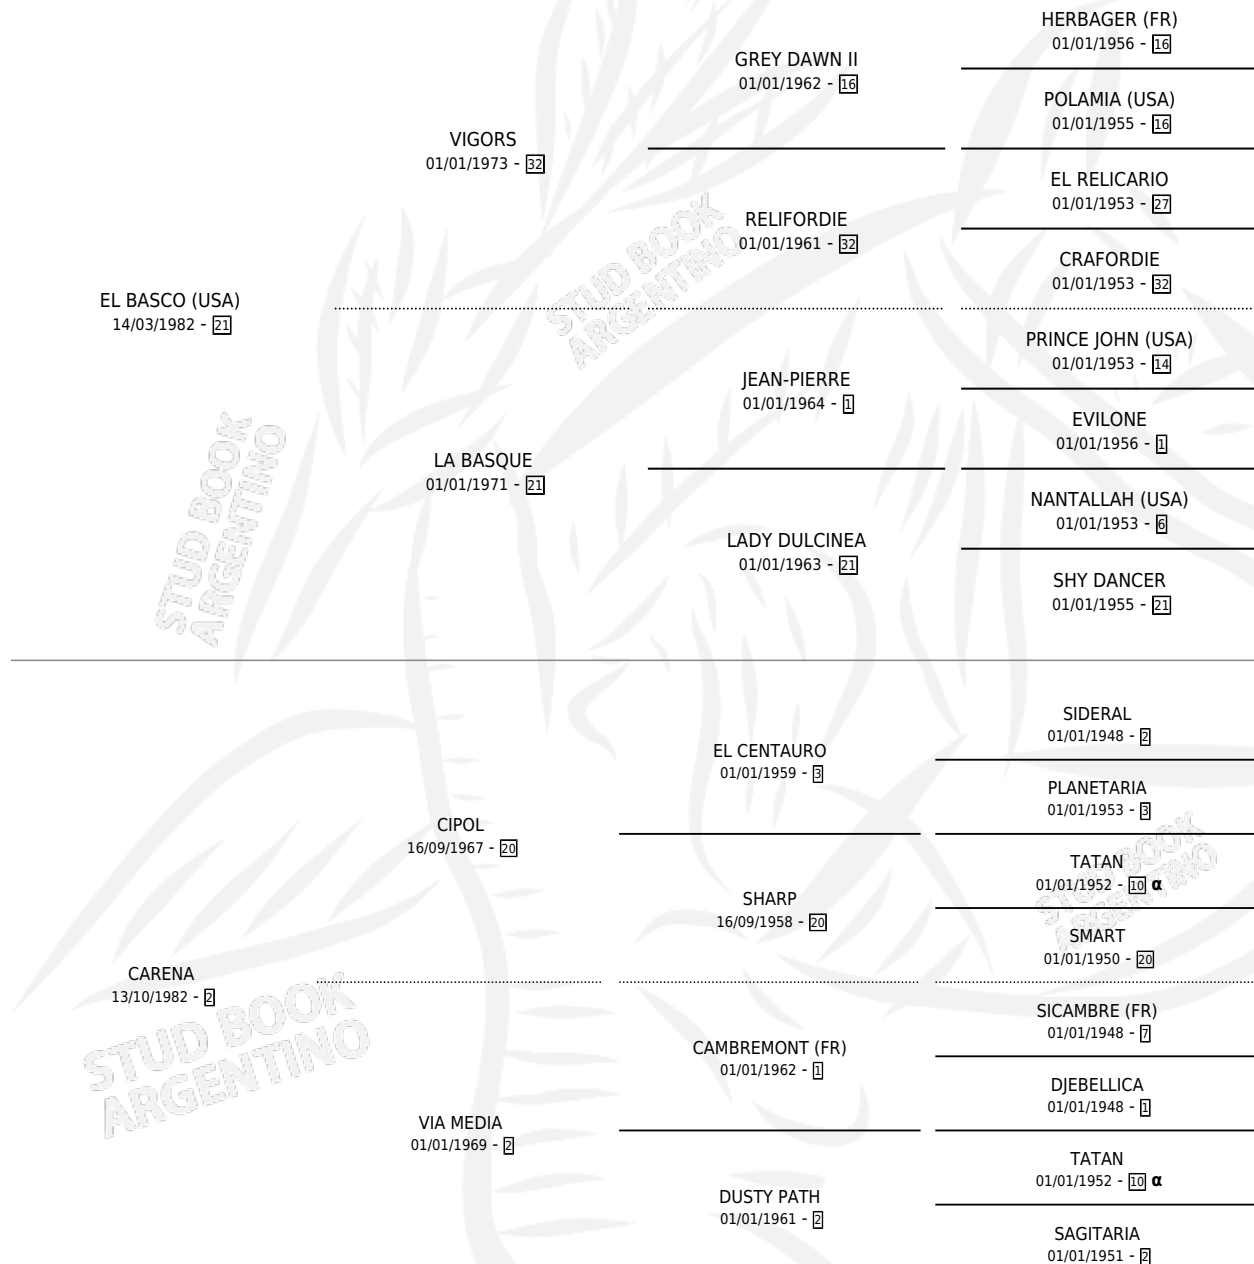 HERBAGER (FR)
01/01/1956 - 16
GREY DAWN II
01/01/1962 - 16
POLAMIA (USA)
01/01/1955 - 16
VIGORS
01/01/1973 - 32
EL RELICARIO
01/01/1953 - 27
RELIFORDIE
01/01/1961 - 32
CRAFORDIE
01/01/1953 - 32
EL BASCO (USA)
14/03/1982 - 21
PRINCE JOHN (USA)
01/01/1953 - 14
JEAN-PIERRE
01/01/1964 - 1
EVILONE
01/01/1956 - 1
LA BASQUE
01/01/1971 - 21
NANTALLAH (USA)
01/01/1953 - 6
LADY DULCINEA
01/01/1963 - 21
SHY DANCER
01/01/1955 - 21
STUD BOOK
ARGENTINO
STUD BOOK
ARGENTINO
SIDERAL
01/01/1948 - 2
EL CENTAURO
01/01/1959 - 3
PLANETARIA
01/01/1953 - 3
CIPOL
16/09/1967 - 20
TATAN
01/01/1952 - 10 α
SHARP
16/09/1958 - 20
SMART
01/01/1950 - 20
STUD BOOK
ARGENTINO
CARENA
13/10/1982 - 2
SICAMBRE (FR)
01/01/1948 - 7
CAMBREMONT (FR)
01/01/1962 - 1
DJEBELLICA
01/01/1948 - 1
VIA MEDIA
01/01/1969 - 2
TATAN
01/01/1952 - 10 α
DUSTY PATH
01/01/1961 - 2
SAGITARIA
01/01/1951 - 2
STUD BOOK
ARGENTINO